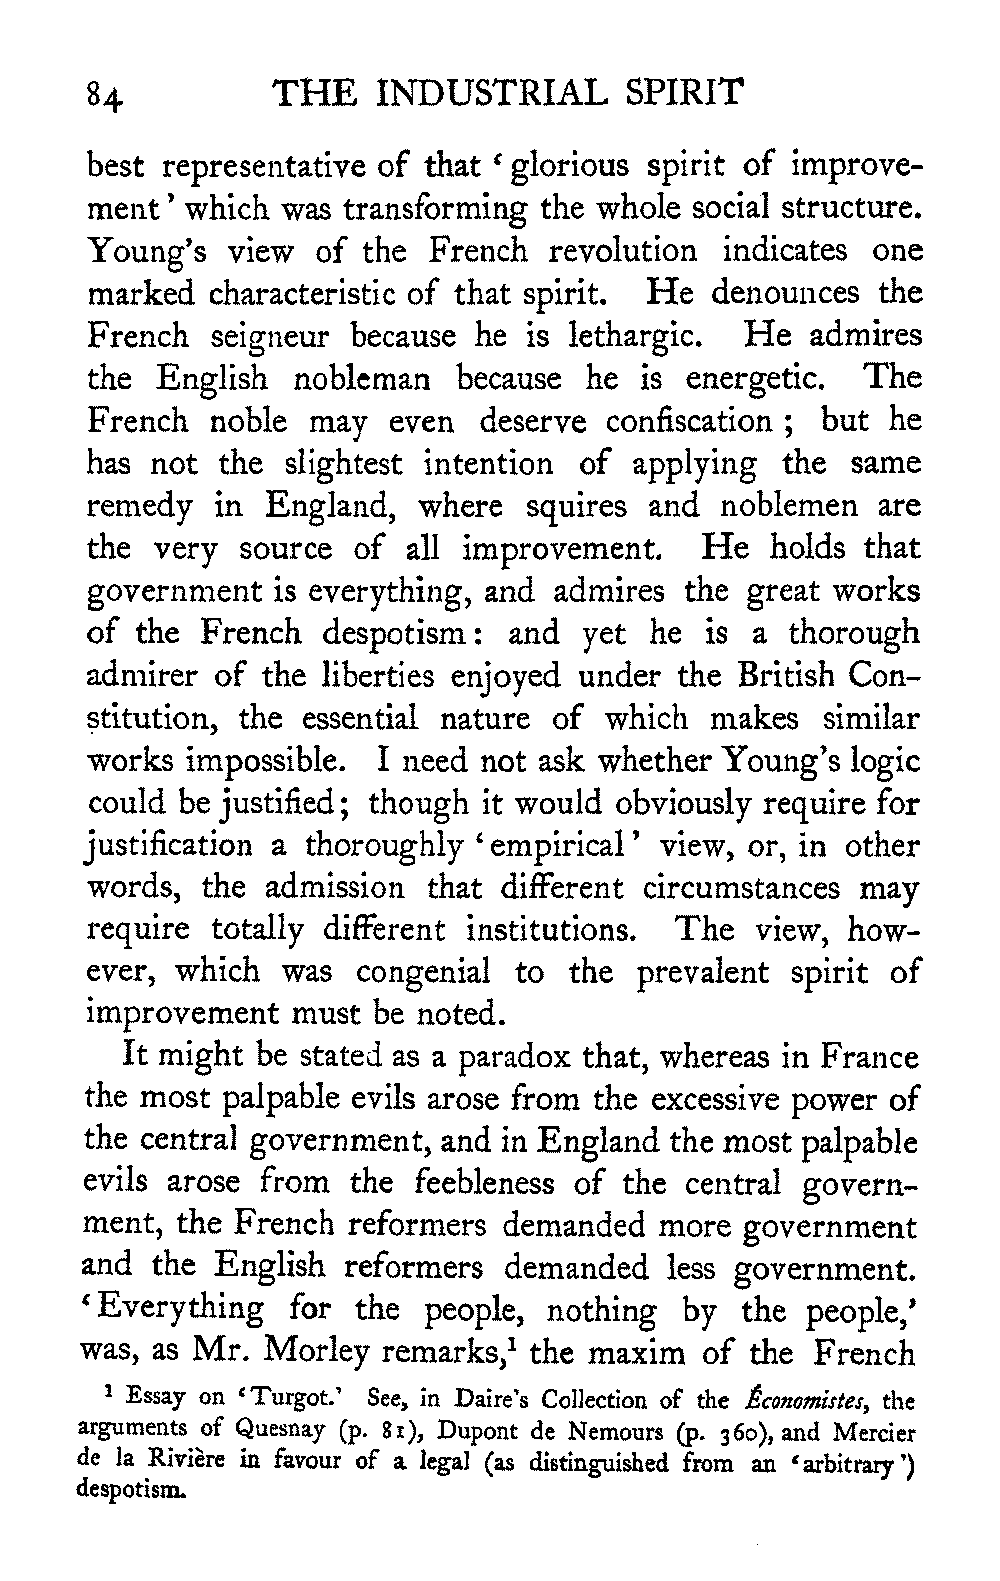 84 THE INDUSTRIAL SPIRIT
best representative of that ‘ glorious spirit of improve-
ment ’ which was transforming the whole social structure.
Young’s view of the French revolution indicates one
marked characteristic of that spirit. He denounces the
French seigneur because he is lethargic. He admires
the English nobleman because he is energetic. The
French noble may even deserve confiscation ; but he
has not the slightest intention of applying the same
remedy in England, where squires and noblemen are
the very source of all improvement. He holds that
government is everything, and admires the great works
of the French despotism : and yet he is a thorough
admirer of the liberties enjoyed under the British Con-
stitution, the essential nature of which makes similar
works impossible. I need not ask whether Young’s logic
could be justified ; though it would obviously require for
justification a thoroughly ‘ empirical ’ view, or, in other
words, the admission that different circumstances may
require totally different institutions. The view, how-
ever, which was congenial to the prevalent spirit of
improvement must be noted.
It might be stated as a paradox that, whereas in France
the most palpable evils arose from the excessive power of
the central government, and in England the most palpable
evils arose from the feebleness of the central govern-
ment, the French reformers demanded more government
and the English reformers demanded less government.
‘ Everything for the people, nothing by the people,’
was, as Mr. Morley remarks,¹ the maxim of the French
¹ Essay on ‘ Turgot.’ See, in Daire’s Collection of the Économistes, the
arguments of Quesnay (p. 81), Dupont de Nemours (p. 360), and Mercier
de la Rivière in favour of a legal (as distinguished from an ‘ arbitrary ’)
despotism.